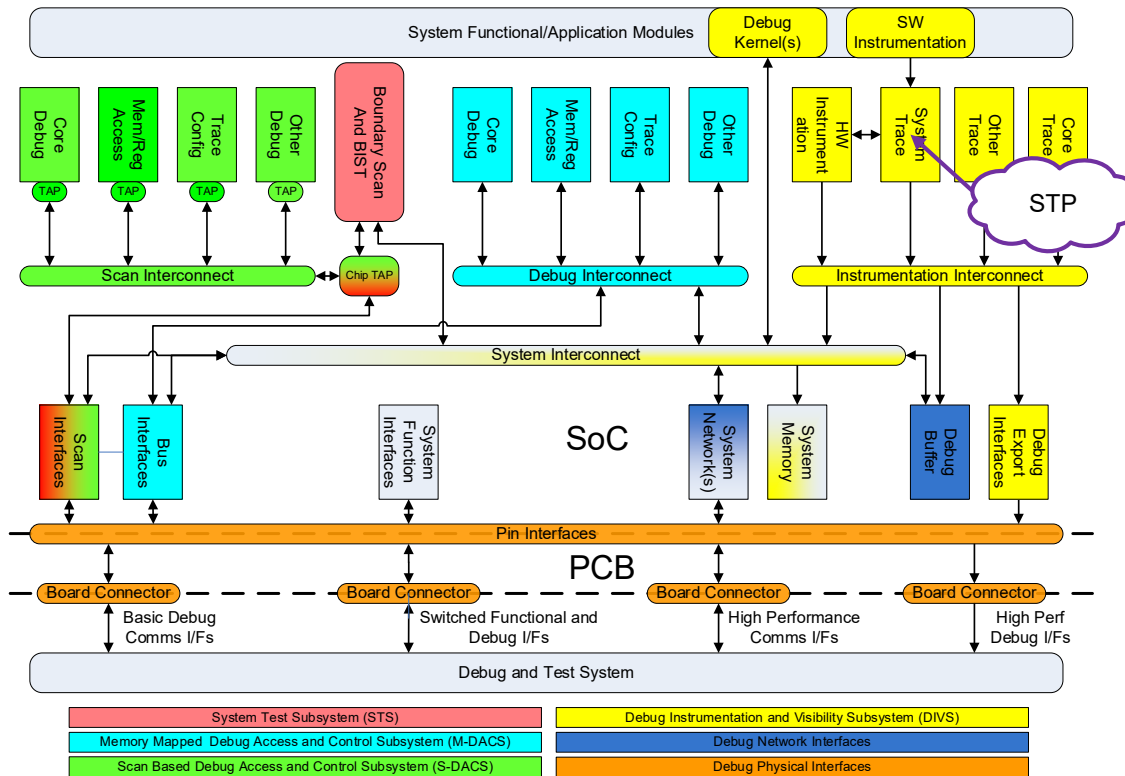 System Functional/Application Modules
Debug
Kernel(s)
SW
Instrumentation
Core
Debug
TAP
Mem/Reg
Access
TAP
Trace
Config
TAP
Other
Debug
TAP
Boundary Scan
And BIST
Core
Debug
Mem/Reg
Access
Trace
Config
Other
Debug
HW
Instrument
ation
System
Trace
Other
Trace
Core
Trace
STP
Scan Interconnect
Chip TAP
Debug Interconnect
Instrumentation Interconnect
System Interconnect
Scan
Interfaces
Bus
Interfaces
System
Function
Interfaces
SoC
System
Network(s)
System
Memory
Debug
Buffer
Debug
Export
Interfaces
Pin Interfaces
PCB
Board Connector
Board Connector
Board Connector
Board Connector
Basic Debug
Comms I/Fs
Switched Functional and
Debug I/Fs
High Performance
Comms I/Fs
High Perf
Debug I/Fs
Debug and Test System
System Test Subsystem (STS)
Debug Instrumentation and Visibility Subsystem (DIVS)
Memory Mapped Debug Access and Control Subsystem (M-DACS)
Debug Network Interfaces
Scan Based Debug Access and Control Subsystem (S-DACS)
Debug Physical Interfaces